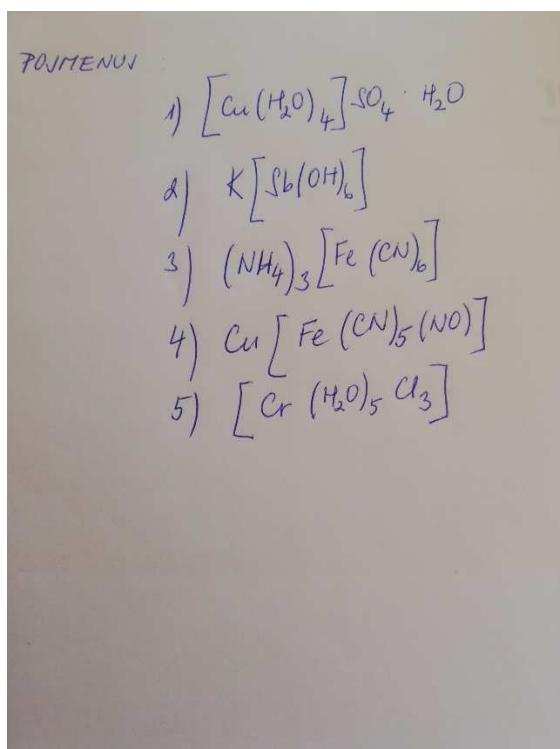 POJMENUJ
1) [Cu(H₂O)₄]SO₄ · H₂O
2) K[Sb(OH)₆]
3) (NH₄)₃[Fe(CN)₆]
4) Cu[Fe(CN)₅(NO)]
5) [Cr(H₂O)₅Cl₃]